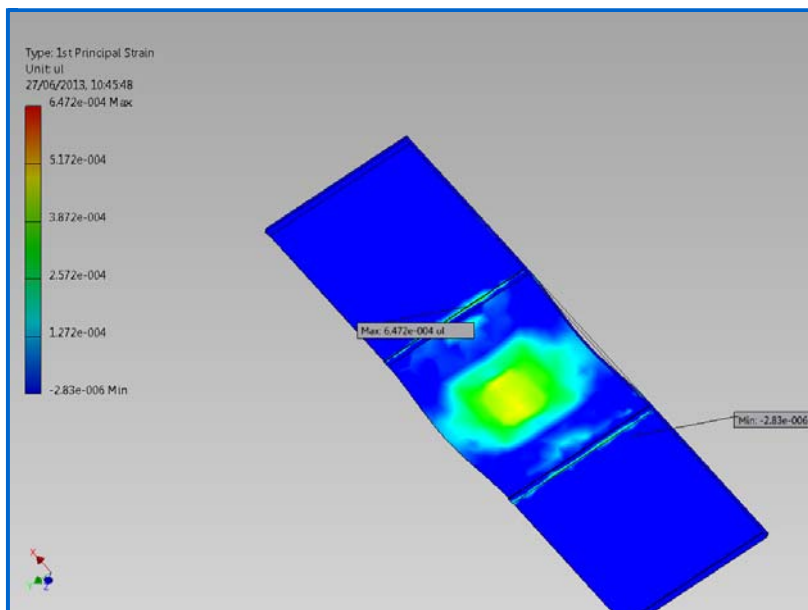 Type: 1st Principal Strain
Unit: ul
27/06/2013, 10:45:48
6.472e-004 Max
5.172e-004
3.872e-004
2.572e-004
1.272e-004
-2.83e-006 Min
Max: 6.472e-004 ul
Min: -2.83e-006
X
Y
Z